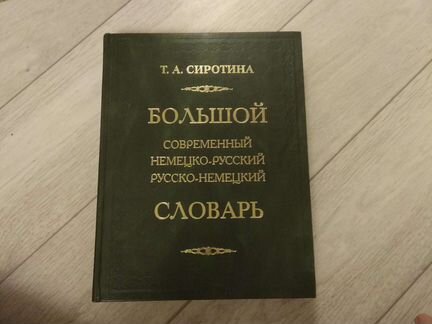 Т. А. СИРОТИНА
БОЛЬШОЙ
СОВРЕМЕННЫЙ
НЕМЕЦКО-РУССКИЙ
РУССКО-НЕМЕЦКИЙ
СЛОВАРЬ